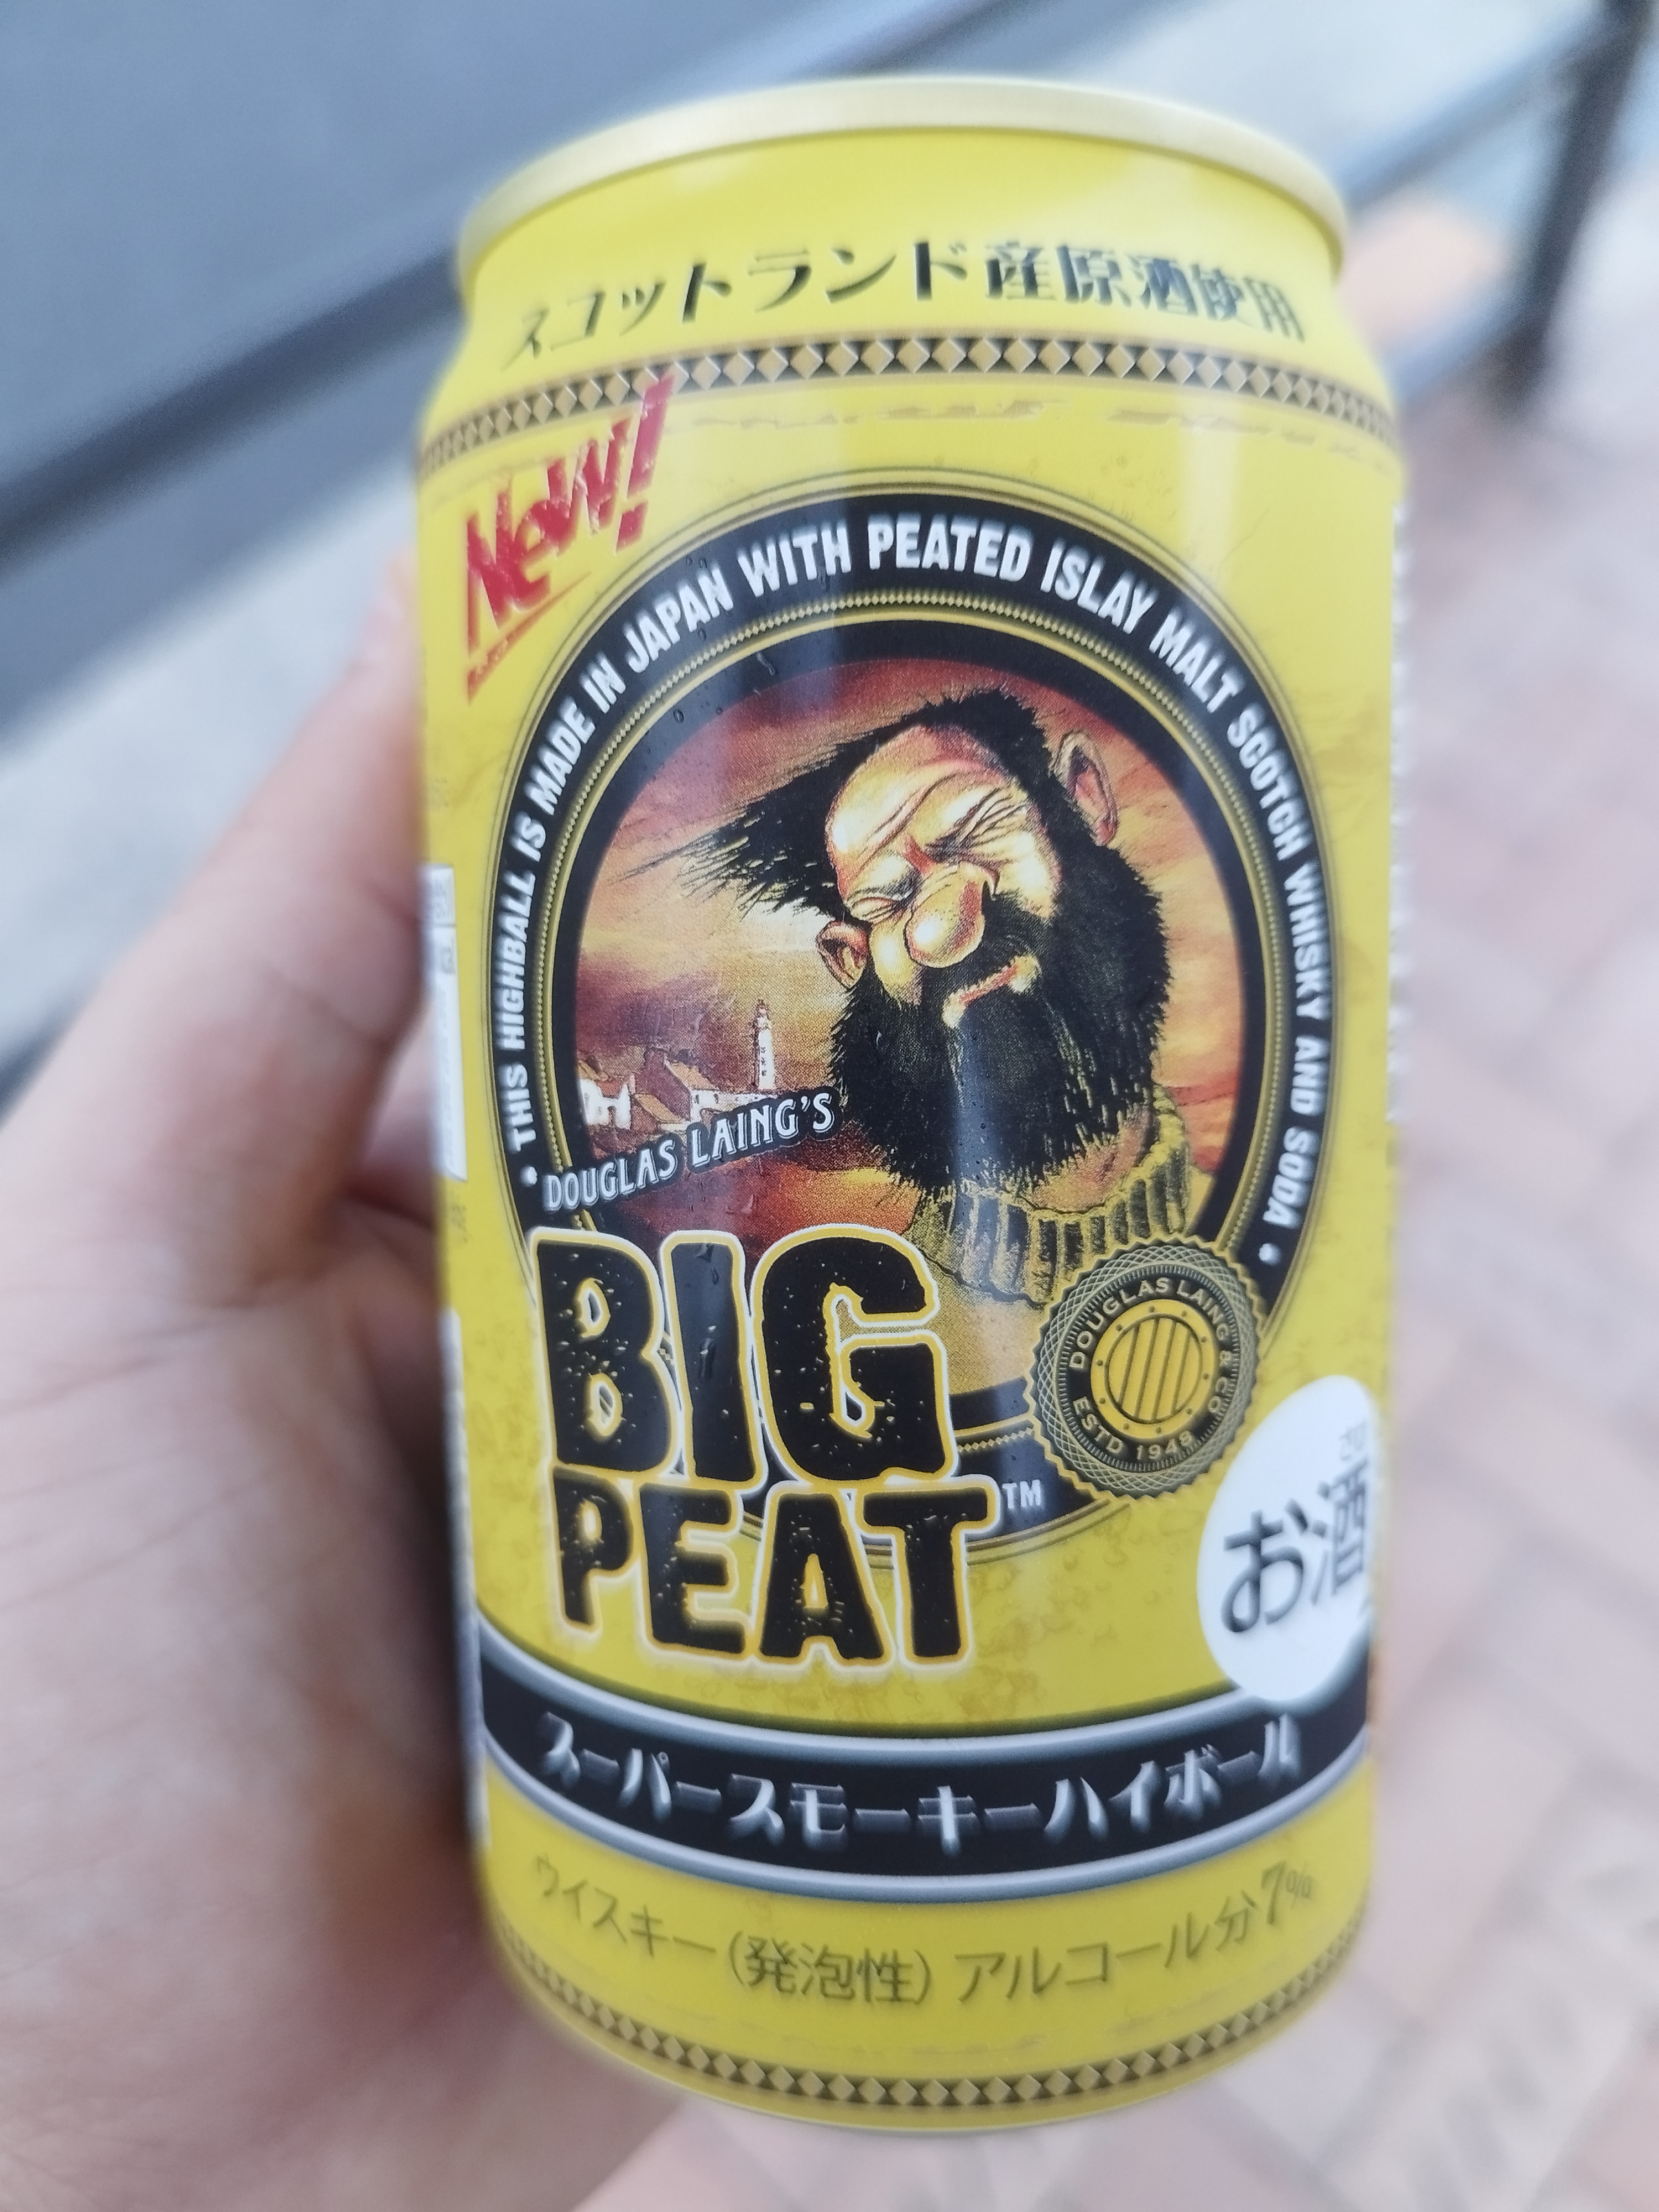 スコットランド産原酒使用
New!
• THIS HIGHBALL IS MADE IN JAPAN WITH PEATED ISLAY MALT SCOTCH WHISKY AND SODA •
DOUGLAS LAING'S
BIG
PEAT TM
DOUGLAS LAING & CO
ESTD 1948
お酒
スーパースモーキーハイボール
ウイスキー(発泡性) アルコール分7%